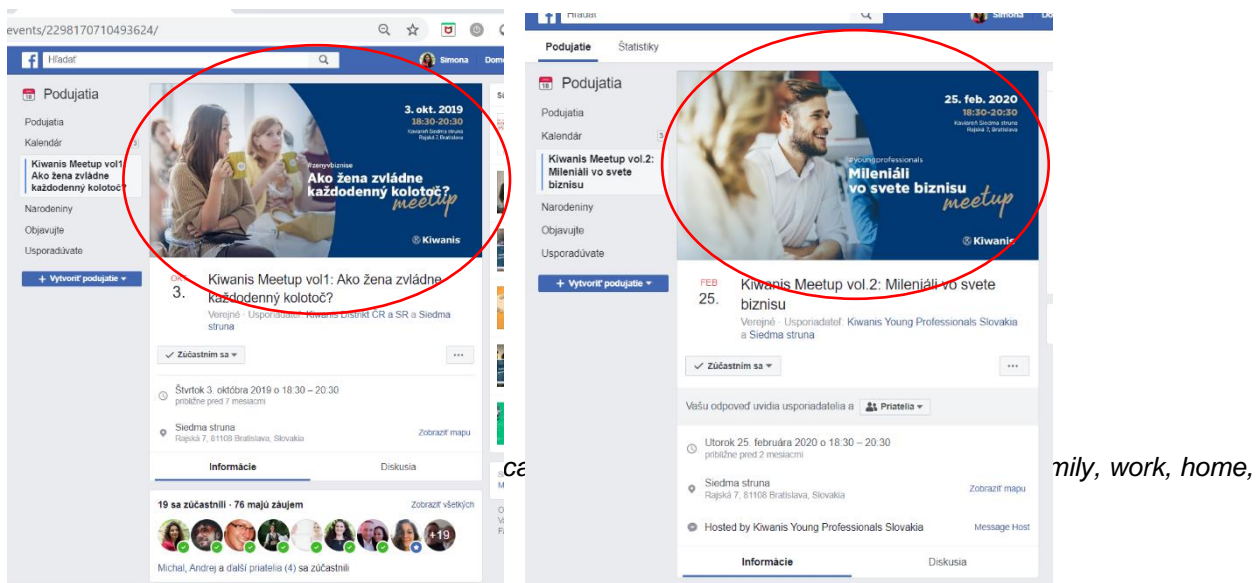 events/2298170710493624/
Hľadať
Simona
Podujatia
Podujatia
Kalendár
3
Kiwanis Meetup vol1:
Ako žena zvládne
každodenný kolotoč?
Narodeniny
Objavujte
Usporadúvate
+ Vytvoriť podujatie
3. okt. 2019
18:30-20:30
Kaviareň Siedma struna
Rajská 7, Bratislava
#zenyvbiznise
Ako žena zvládne
každodenný kolotoč?
meetup
Kiwanis
OKT
3.
Kiwanis Meetup vol1: Ako žena zvládne
každodenný kolotoč?
Verejné · Usporiadateľ: Kiwanis Distrikt ČR a SR a Siedma
struna
Zúčastním sa
Štvrtok 3. októbra 2019 o 18:30 – 20:30
približne pred 7 mesiacmi
Siedma struna
Rajská 7, 81108 Bratislava, Slovakia
Zobraziť mapu
Informácie
Diskusia
19 sa zúčastnili · 76 majú záujem
Zobraziť všetkých
+19
Michal, Andrej a ďalší priatelia (4) sa zúčastnili
Hľadať
Simona
Podujatie
Štatistiky
Podujatia
Podujatia
Kalendár
3
Kiwanis Meetup vol.2:
Mileniáli vo svete
biznisu
Narodeniny
Objavujte
Usporadúvate
+ Vytvoriť podujatie
25. feb. 2020
18:30-20:30
Kaviareň Siedma struna
Rajská 7, Bratislava
#youngprofessionals
Mileniáli
vo svete biznisu
meetup
Kiwanis
FEB
25.
Kiwanis Meetup vol.2: Mileniáli vo svete
biznisu
Verejné · Usporiadateľ: Kiwanis Young Professionals Slovakia
a Siedma struna
Zúčastním sa
Vašu odpoveď uvidia usporiadatelia a
Priatelia
Utorok 25. februára 2020 o 18:30 – 20:30
približne pred 2 mesiacmi
Siedma struna
Rajská 7, 81108 Bratislava, Slovakia
Zobraziť mapu
Hosted by Kiwanis Young Professionals Slovakia
Message Host
Informácie
Diskusia
mily, work, home,